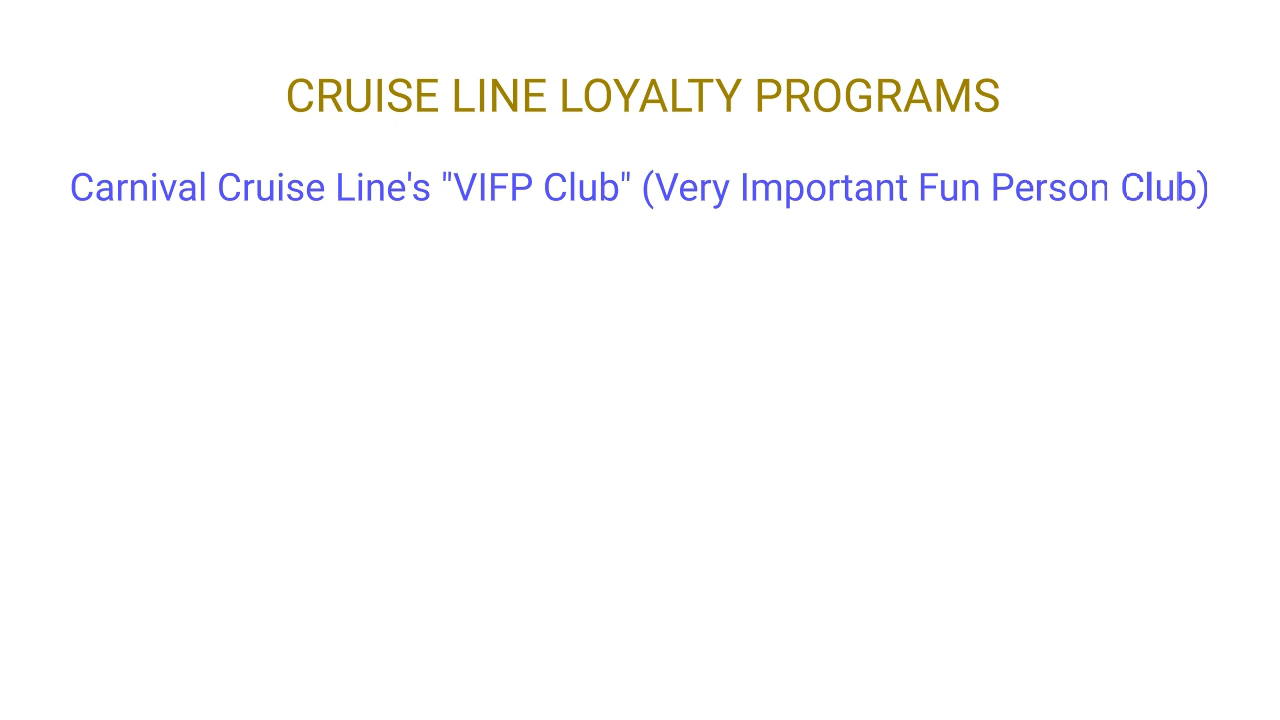 CRUISE LINE LOYALTY PROGRAMS
Carnival Cruise Line's "VIFP Club" (Very Important Fun Person Club)